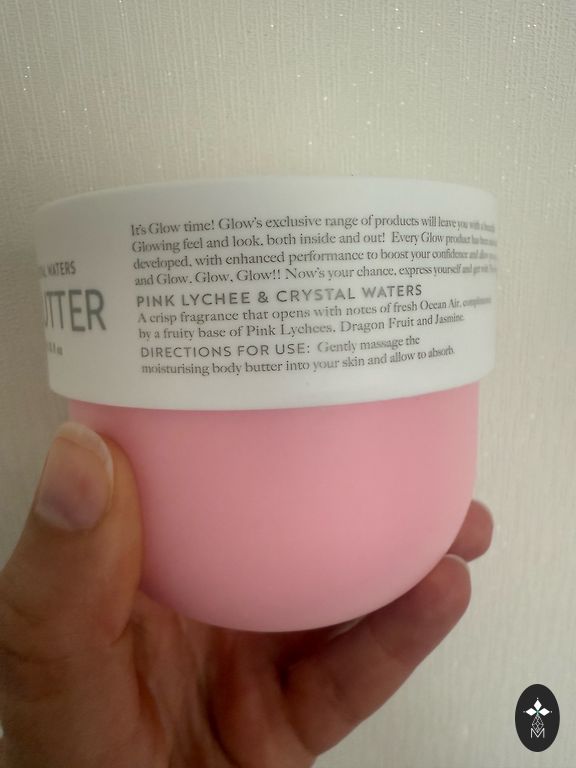 It's Glow time! Glow's exclusive range of products will leave you with a
Glowing feel and look, both inside and out! Every Glow product has been
developed, with enhanced performance to boost your confidence and allow
and Glow, Glow, Glow!! Now's your chance, express yourself and get
PINK LYCHEE & CRYSTAL WATERS
A crisp fragrance that opens with notes of fresh Ocean Air, complemented
by a fruity base of Pink Lychees, Dragon Fruit and Jasmine.
DIRECTIONS FOR USE: Gently massage the
moisturising body butter into your skin and allow to absorb.
WATERS
UTTER
fl oz
M